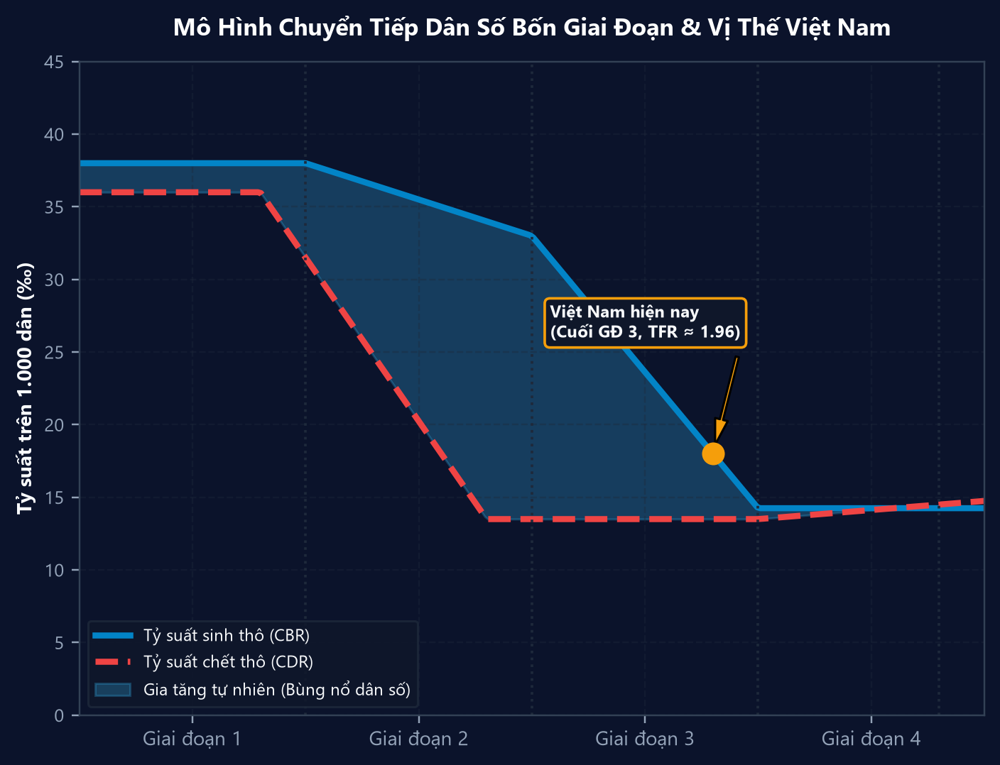 Mô Hình Chuyển Tiếp Dân Số Bốn Giai Đoạn & Vị Thế Việt Nam
Tỷ suất trên 1.000 dân (‰)
45
40
35
30
25
20
15
10
5
0
Việt Nam hiện nay
(Cuối GĐ 3, TFR ≈ 1.96)
Tỷ suất sinh thô (CBR)
Tỷ suất chết thô (CDR)
Gia tăng tự nhiên (Bùng nổ dân số)
Giai đoạn 1
Giai đoạn 2
Giai đoạn 3
Giai đoạn 4